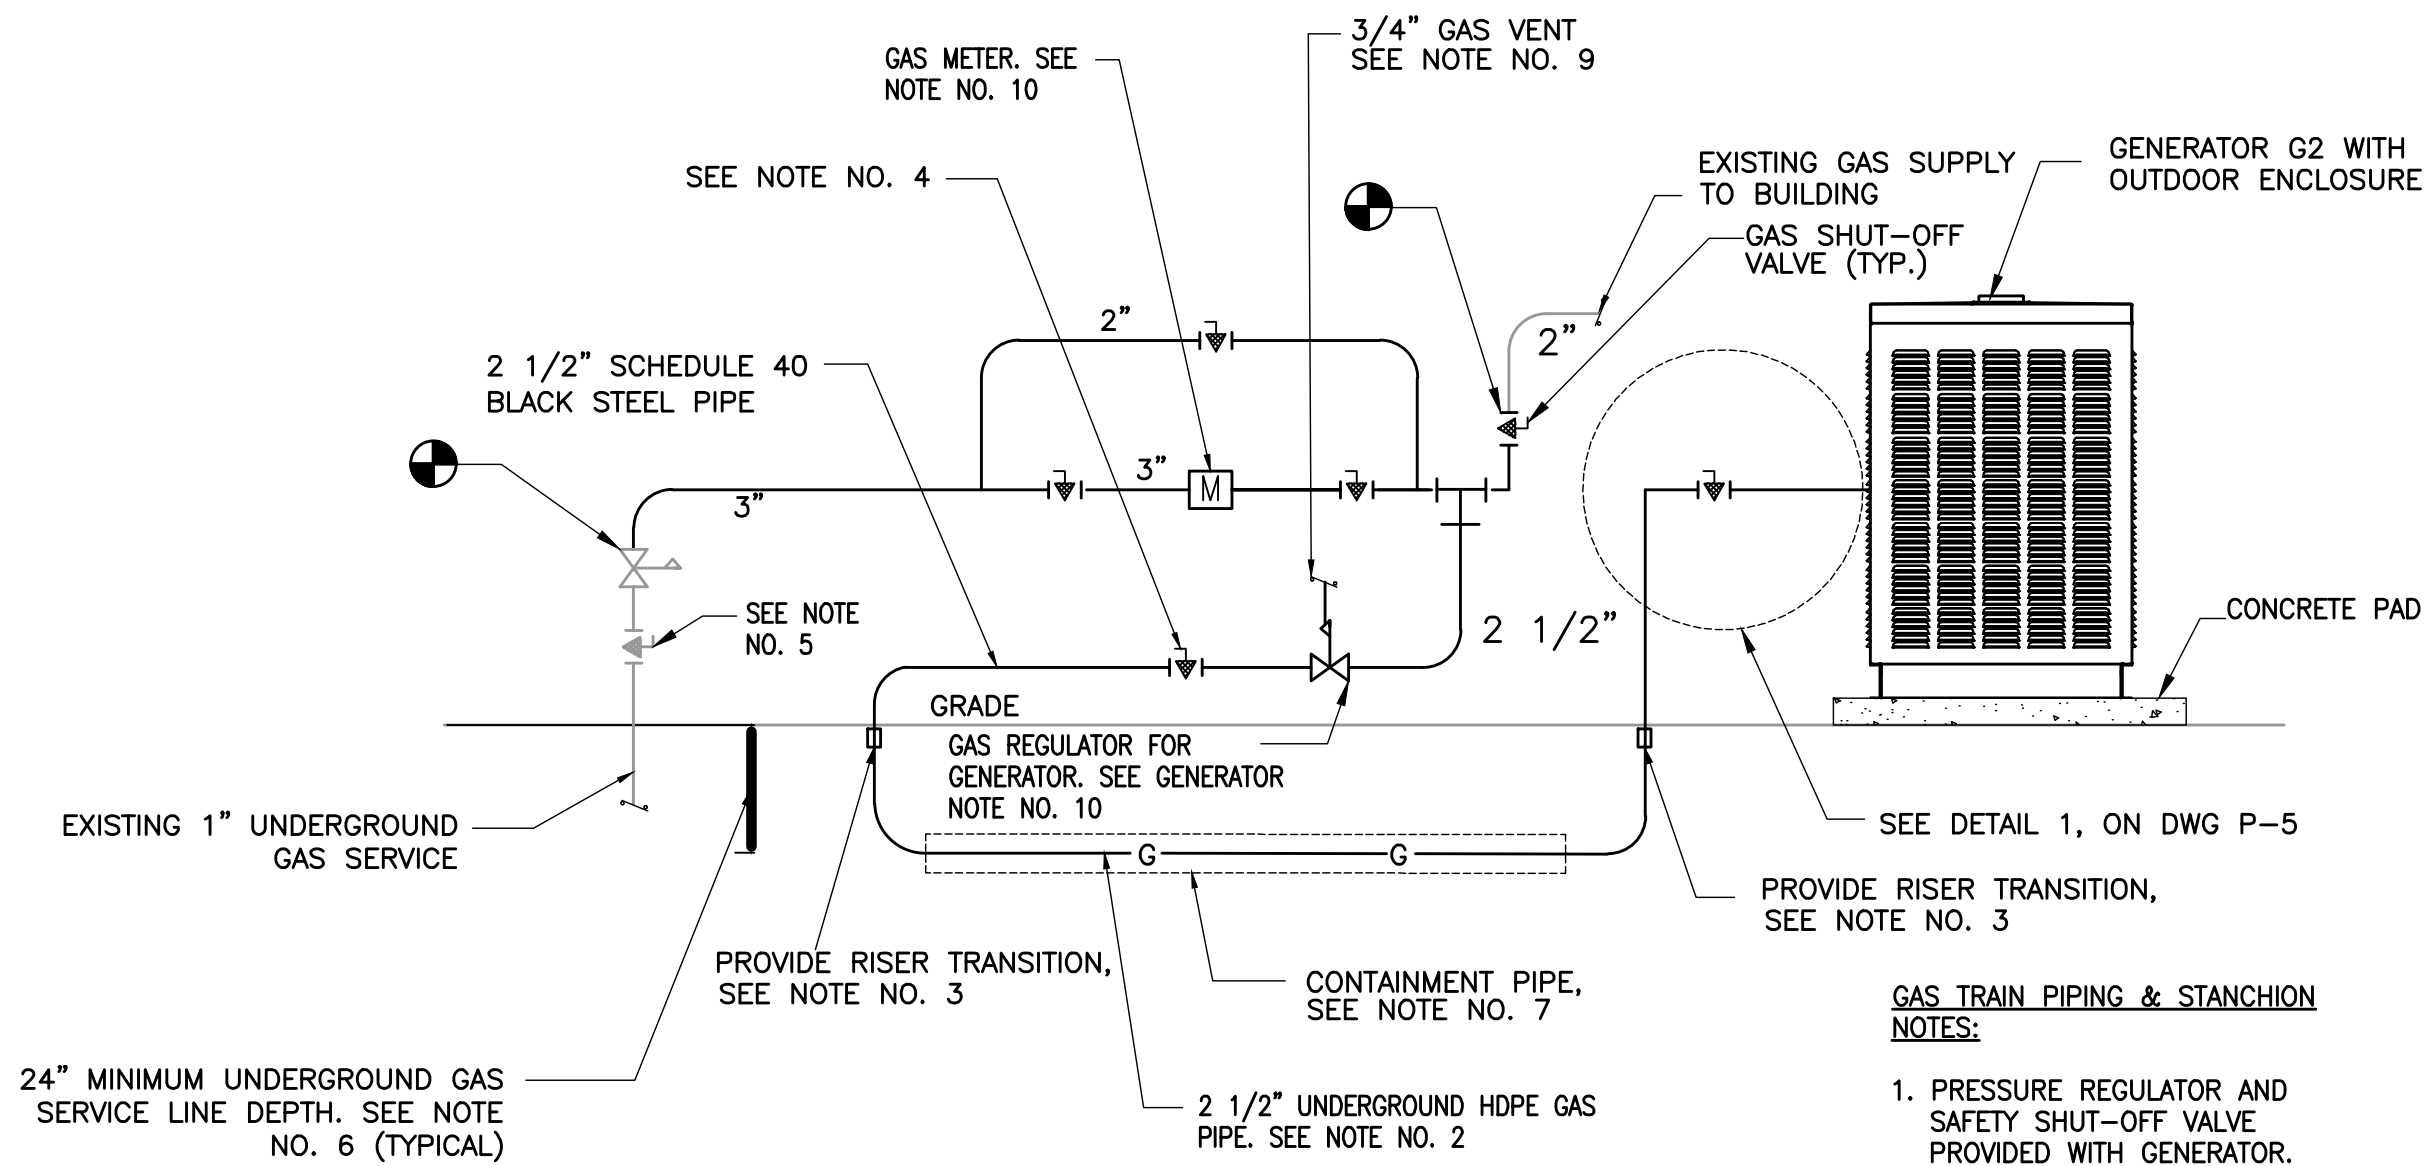 3/4” GAS VENT
SEE NOTE NO. 9
GAS METER. SEE
NOTE NO. 10
SEE NOTE NO. 4
EXISTING GAS SUPPLY
TO BUILDING
GENERATOR G2 WITH
OUTDOOR ENCLOSURE
GAS SHUT-OFF
VALVE (TYP.)
2”
2”
2 1/2” SCHEDULE 40
BLACK STEEL PIPE
3”
M
3”
SEE NOTE
NO. 5
2 1/2”
CONCRETE PAD
GRADE
GAS REGULATOR FOR
GENERATOR. SEE GENERATOR
NOTE NO. 10
EXISTING 1” UNDERGROUND
GAS SERVICE
G
G
SEE DETAIL 1, ON DWG P-5
PROVIDE RISER TRANSITION,
SEE NOTE NO. 3
PROVIDE RISER TRANSITION,
SEE NOTE NO. 3
CONTAINMENT PIPE,
SEE NOTE NO. 7
24” MINIMUM UNDERGROUND GAS
SERVICE LINE DEPTH. SEE NOTE
NO. 6 (TYPICAL)
2 1/2” UNDERGROUND HDPE GAS
PIPE. SEE NOTE NO. 2
GAS TRAIN PIPING & STANCHION
NOTES:
1. PRESSURE REGULATOR AND
SAFETY SHUT-OFF VALVE
PROVIDED WITH GENERATOR.